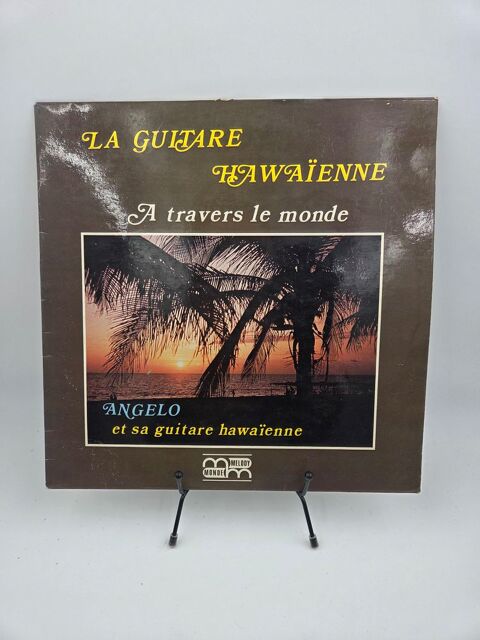 LA GUITARE
HAWAÏENNE
A travers le monde
ANGELO
et sa guitare hawaïenne
MELODY
MONDE